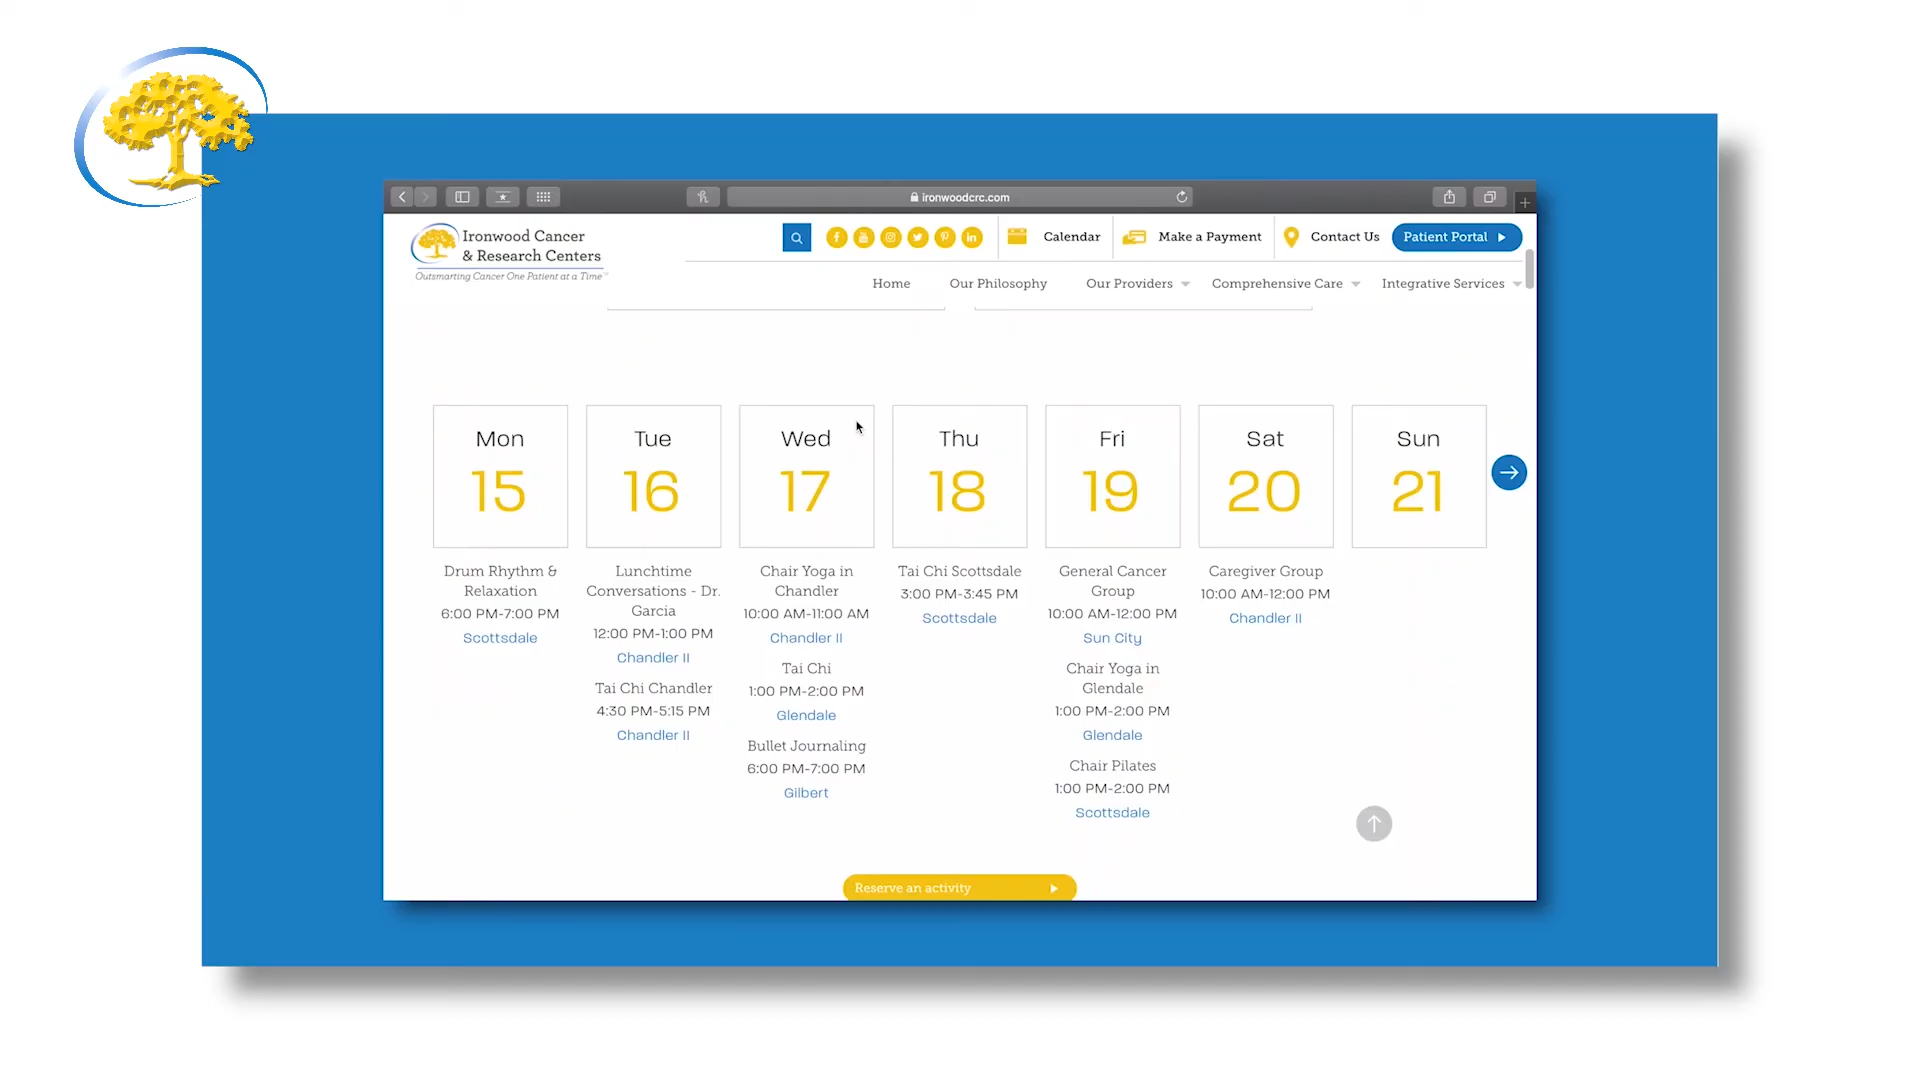 ironwoodcrc.com
Ironwood Cancer
& Research Centers
Outsmarting Cancer One Patient at a Time℠
Calendar
Make a Payment
Contact Us
Patient Portal
Home
Our Philosophy
Our Providers
Comprehensive Care
Integrative Services
Mon
15
Drum Rhythm &
Relaxation
6:00 PM-7:00 PM
Scottsdale
Tue
16
Lunchtime
Conversations - Dr.
Garcia
12:00 PM-1:00 PM
Chandler II
Tai Chi Chandler
4:30 PM-5:15 PM
Chandler II
Wed
17
Chair Yoga in
Chandler
10:00 AM-11:00 AM
Chandler II
Tai Chi
1:00 PM-2:00 PM
Glendale
Bullet Journaling
6:00 PM-7:00 PM
Gilbert
Thu
18
Tai Chi Scottsdale
3:00 PM-3:45 PM
Scottsdale
Fri
19
General Cancer
Group
10:00 AM-12:00 PM
Sun City
Chair Yoga in
Glendale
1:00 PM-2:00 PM
Glendale
Chair Pilates
1:00 PM-2:00 PM
Scottsdale
Sat
20
Caregiver Group
10:00 AM-12:00 PM
Chandler II
Sun
21
Reserve an activity